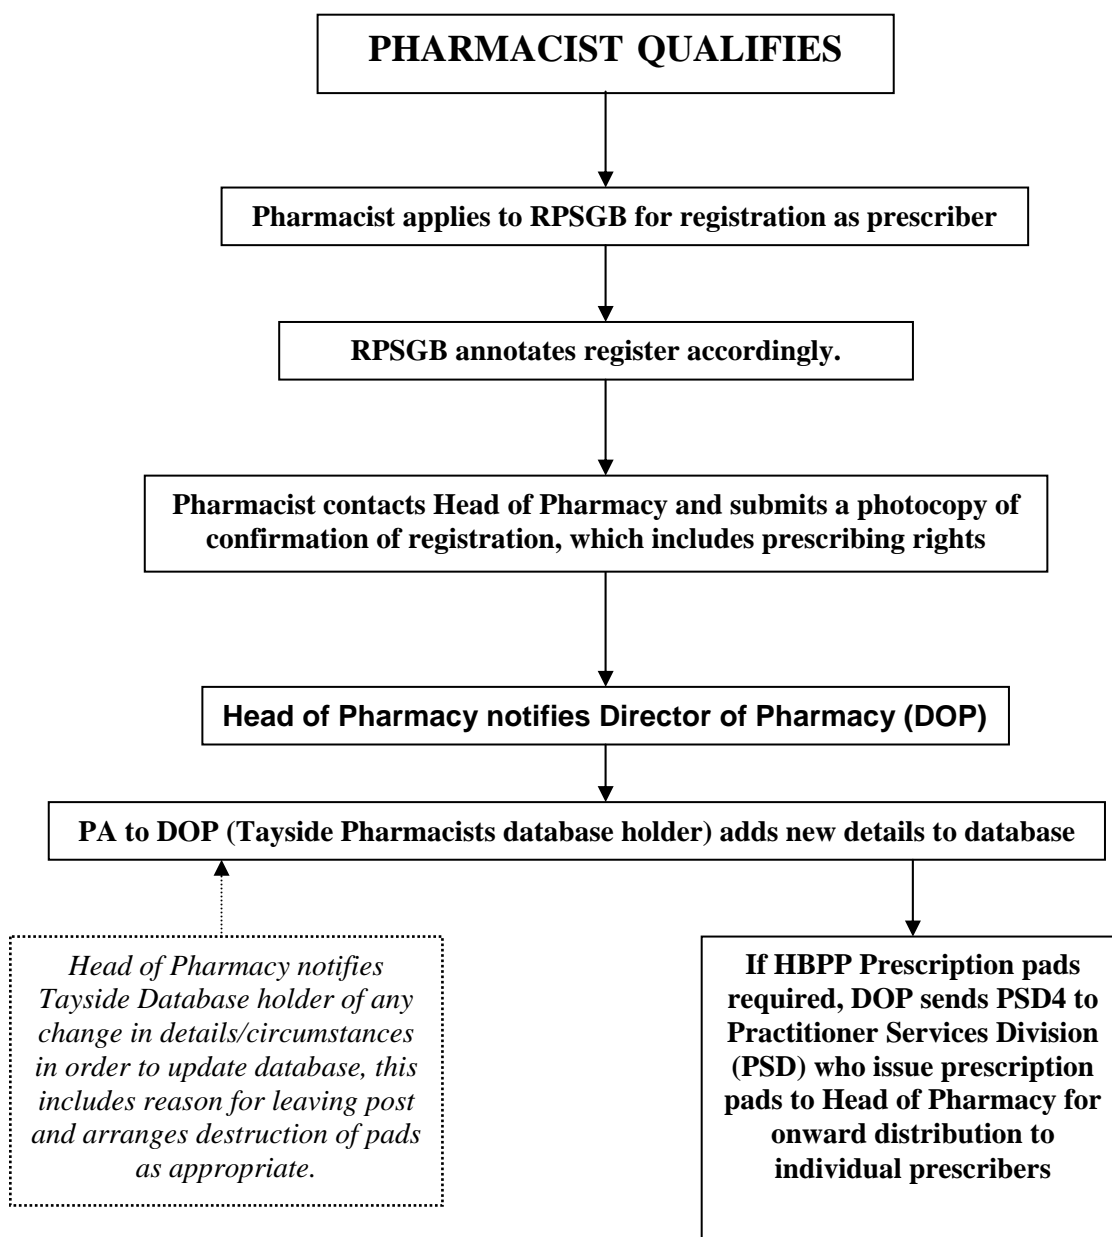 PHARMACIST QUALIFIES
Pharmacist applies to RPSGB for registration as prescriber
RPSGB annotates register accordingly.
Pharmacist contacts Head of Pharmacy and submits a photocopy of
confirmation of registration, which includes prescribing rights
Head of Pharmacy notifies Director of Pharmacy (DOP)
PA to DOP (Tayside Pharmacists database holder) adds new details to database
Head of Pharmacy notifies
Tayside Database holder of any
change in details/circumstances
in order to update database, this
includes reason for leaving post
and arranges destruction of pads
as appropriate.
If HBPP Prescription pads
required, DOP sends PSD4 to
Practitioner Services Division
(PSD) who issue prescription
pads to Head of Pharmacy for
onward distribution to
individual prescribers